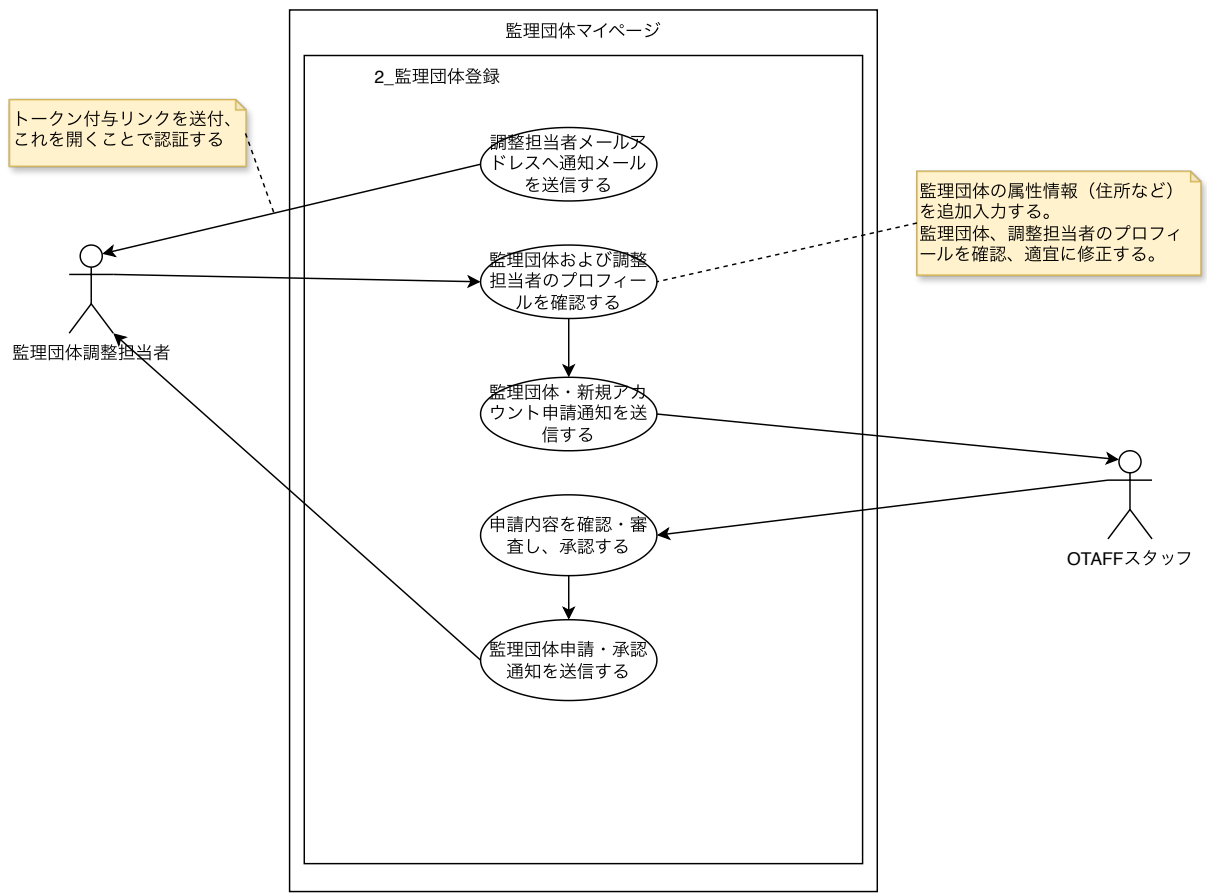 監理団体マイページ
2_監理団体登録
トークン付与リンクを送付、
これを開くことで認証する
調整担当者メールア
ドレスへ通知メール
を送信する
監理団体の属性情報（住所など）
を追加入力する。
監理団体、調整担当者のプロフィ
ールを確認、適宜に修正する。
監理団体および調整
担当者のプロフィー
ルを確認する
監理団体調整担当者
監理団体・新規アカ
ウント申請通知を送
信する
申請内容を確認・審
査し、承認する
OTAFFスタッフ
監理団体申請・承認
通知を送信する